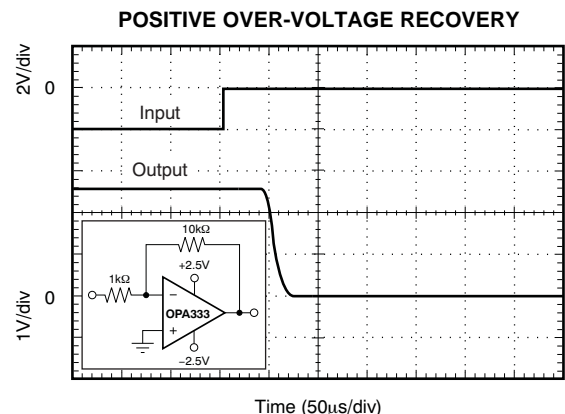 POSITIVE OVER-VOLTAGE RECOVERY
2V/div
0
Input
Output
10kΩ
+2.5V
1kΩ
OPA333
−2.5V
0
1V/div
Time (50µs/div)